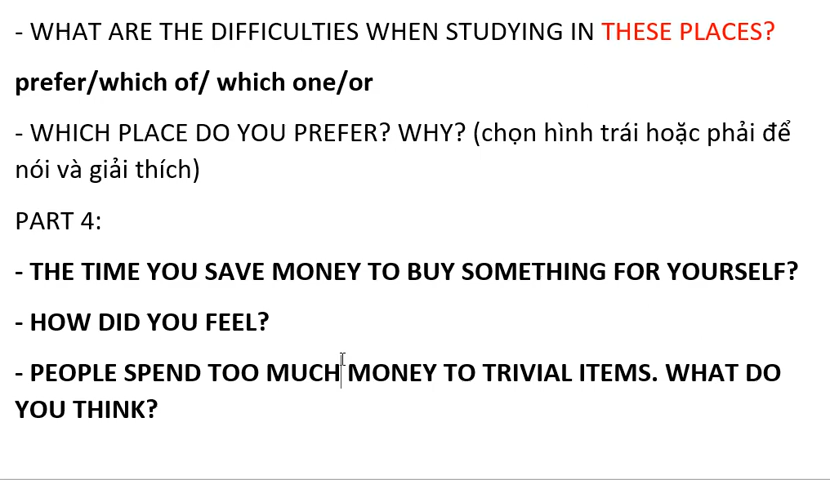 - WHAT ARE THE DIFFICULTIES WHEN STUDYING IN THESE PLACES?
prefer/which of/ which one/or
- WHICH PLACE DO YOU PREFER? WHY? (chọn hình trái hoặc phải để
nói và giải thích)
PART 4:
- THE TIME YOU SAVE MONEY TO BUY SOMETHING FOR YOURSELF?
- HOW DID YOU FEEL?
- PEOPLE SPEND TOO MUCH MONEY TO TRIVIAL ITEMS. WHAT DO
YOU THINK?